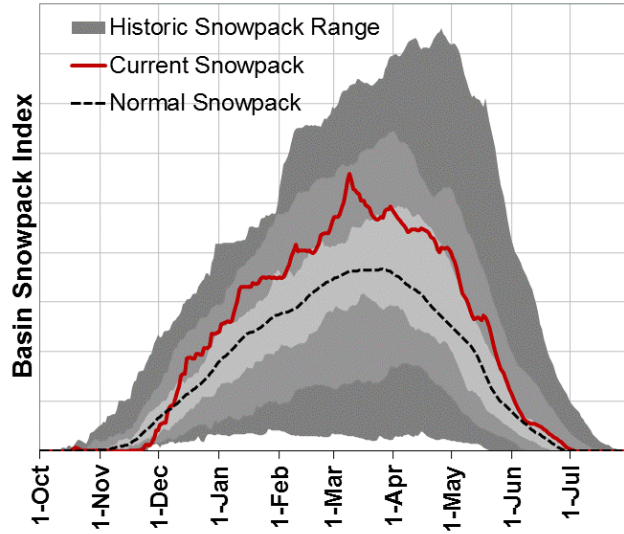 Historic Snowpack Range
Current Snowpack
Normal Snowpack
Basin Snowpack Index
1-Oct
1-Nov
1-Dec
1-Jan
1-Feb
1-Mar
1-Apr
1-May
1-Jun
1-Jul